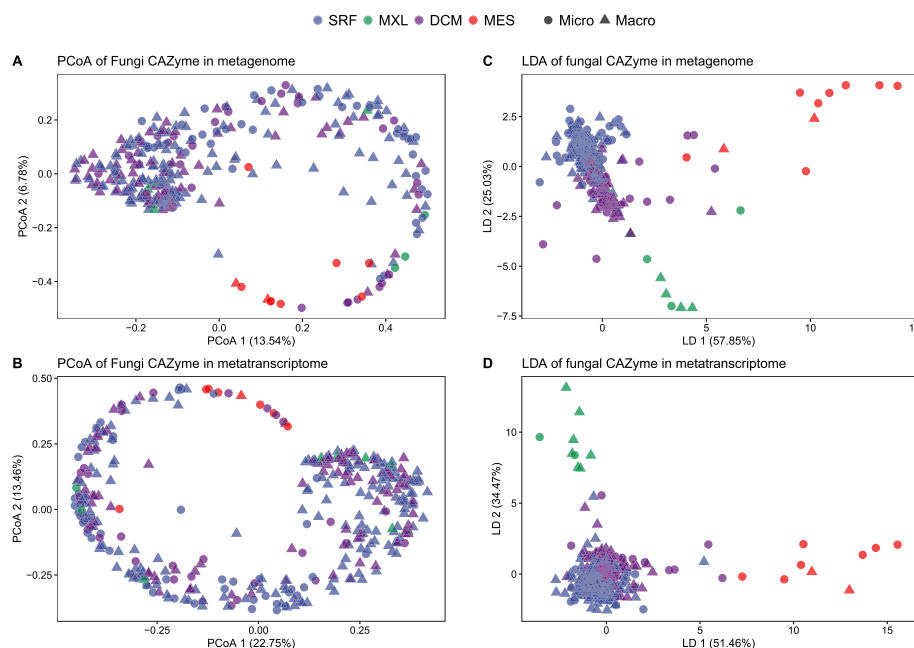 SRF MXL DCM MES Micro Macro
A PCoA of Fungi CAZyme in metagenome
0.2
0.0
−0.2
−0.4
PCoA 2 (6.78%)
−0.2 0.0 0.2 0.4
PCoA 1 (13.54%)
C LDA of fungal CAZyme in metagenome
2.5
0.0
−2.5
−5.0
−7.5
LD 2 (25.03%)
0 5 10 15
LD 1 (57.85%)
B PCoA of Fungi CAZyme in metatranscriptome
0.50
0.25
0.00
−0.25
PCoA 2 (13.46%)
−0.25 0.00 0.25
PCoA 1 (22.75%)
D LDA of fungal CAZyme in metatranscriptome
10
5
0
LD 2 (34.47%)
0 5 10 15
LD 1 (51.46%)